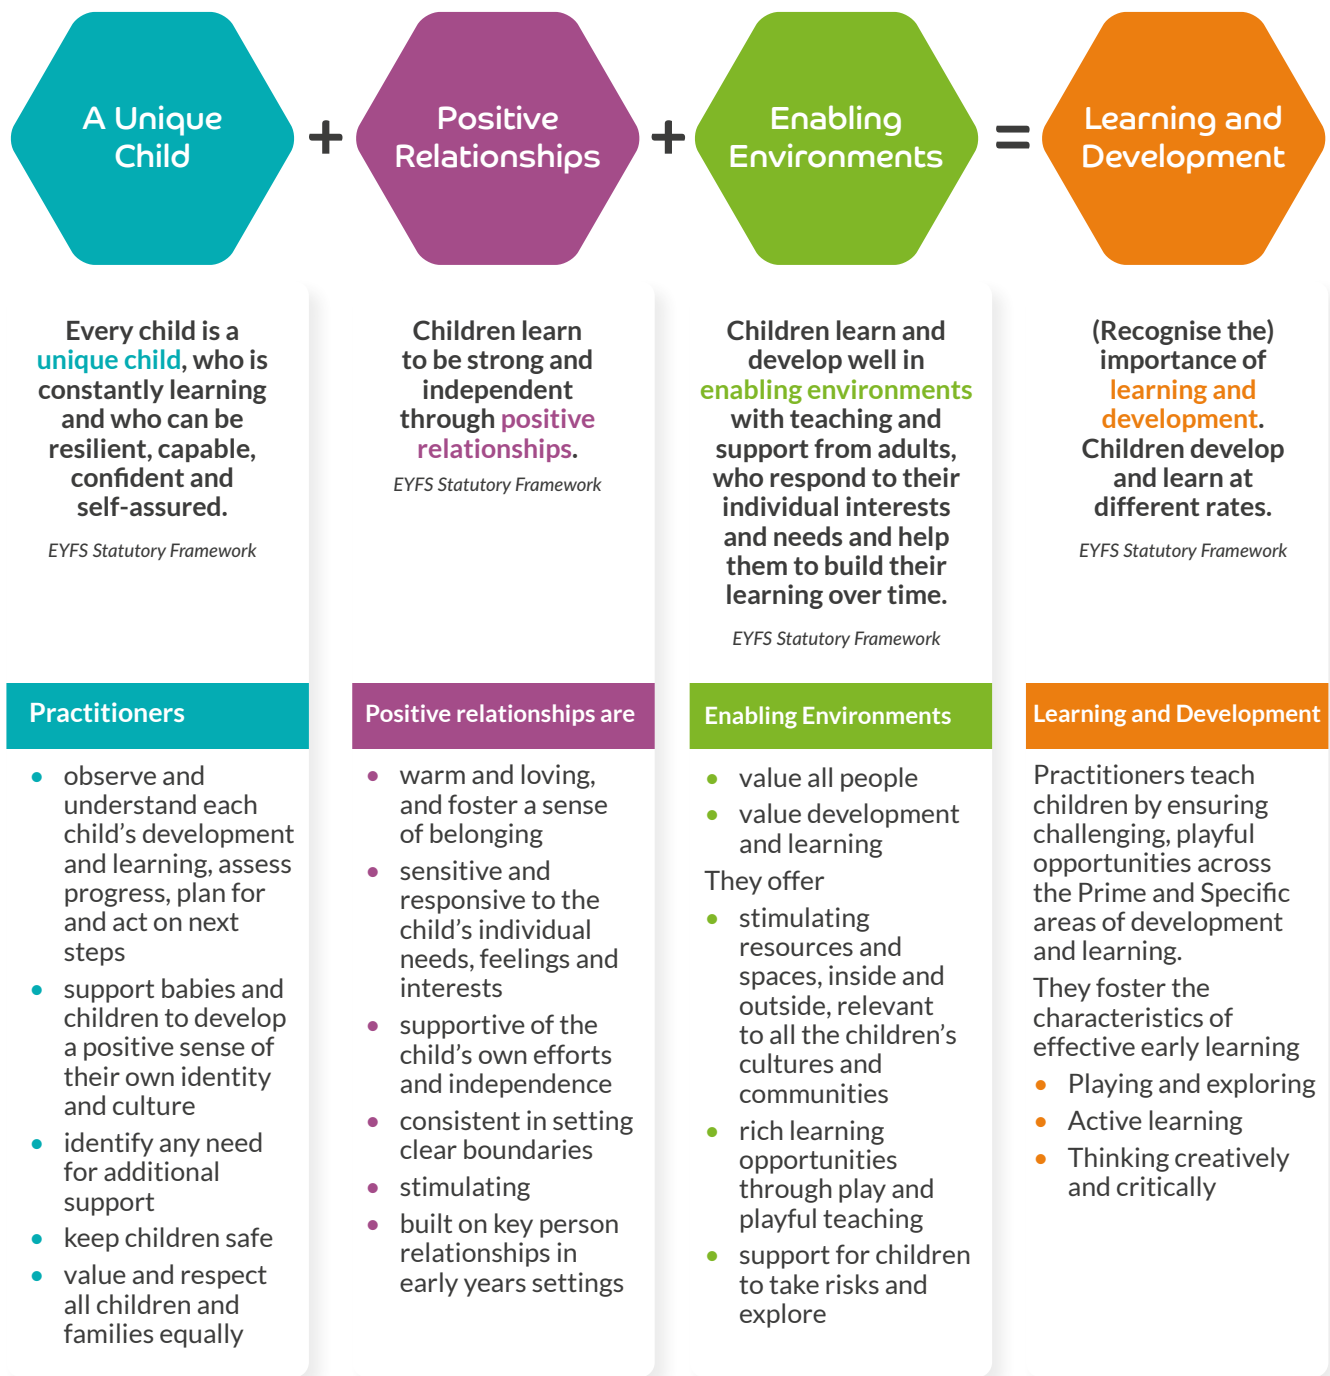 A Unique
Child
+
Positive
Relationships
+
Enabling
Environments
=
Learning and
Development
Every child is a
unique child, who is
constantly learning
and who can be
resilient, capable,
confident and
self-assured.
EYFS Statutory Framework
Children learn
to be strong and
independent
through positive
relationships.
EYFS Statutory Framework
Children learn and
develop well in
enabling environments
with teaching and
support from adults,
who respond to their
individual interests
and needs and help
them to build their
learning over time.
EYFS Statutory Framework
(Recognise the)
importance of
learning and
development.
Children develop
and learn at
different rates.
EYFS Statutory Framework
Practitioners
• observe and
understand each
child's development
and learning, assess
progress, plan for
and act on next
steps
• support babies and
children to develop
a positive sense of
their own identity
and culture
• identify any need
for additional
support
• keep children safe
• value and respect
all children and
families equally
Positive relationships are
• warm and loving,
and foster a sense
of belonging
• sensitive and
responsive to the
child's individual
needs, feelings and
interests
• supportive of the
child's own efforts
and independence
• consistent in setting
clear boundaries
• stimulating
• built on key person
relationships in
early years settings
Enabling Environments
• value all people
• value development
and learning
They offer
• stimulating
resources and
spaces, inside and
outside, relevant
to all the children's
cultures and
communities
• rich learning
opportunities
through play and
playful teaching
• support for children
to take risks and
explore
Learning and Development
Practitioners teach
children by ensuring
challenging, playful
opportunities across
the Prime and Specific
areas of development
and learning.
They foster the
characteristics of
effective early learning
• Playing and exploring
• Active learning
• Thinking creatively
and critically